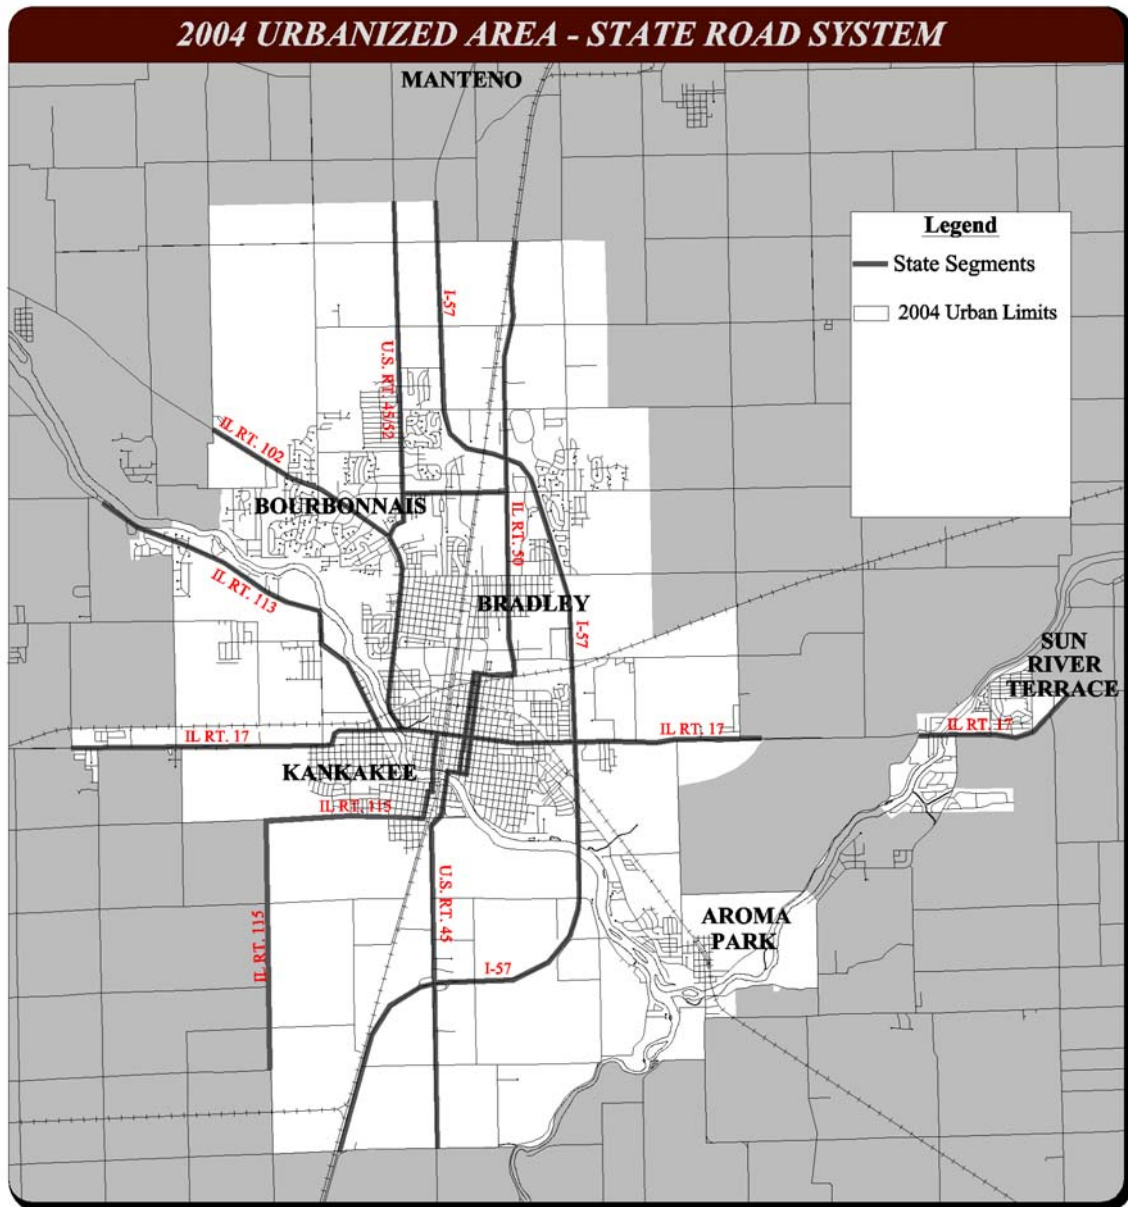 2004 URBANIZED AREA - STATE ROAD SYSTEM
MANTENO
Legend
State Segments
2004 Urban Limits
I-57
U.S. RT. 45/52
IL RT. 102
BOURBONNAIS
IL RT. 50
IL RT. 113
BRADLEY
I-57
SUN
RIVER
TERRACE
IL RT. 17
IL RT. 17
IL RT. 17
KANKAKEE
IL RT. 115
U.S. RT. 45
IL RT. 115
AROMA
PARK
I-57